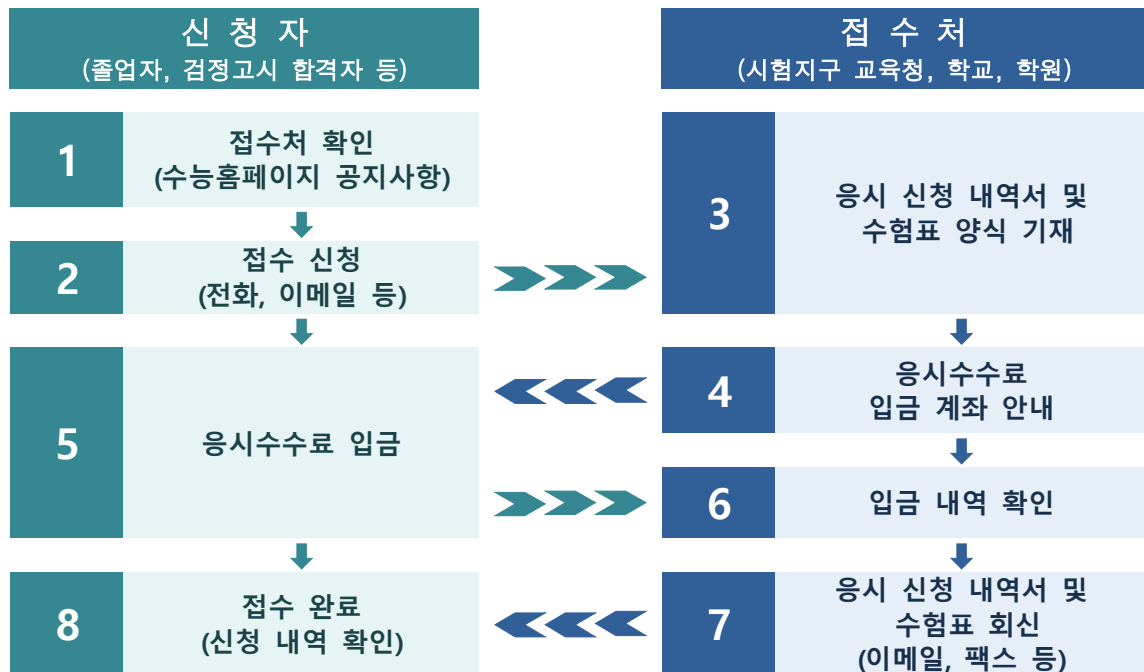 신 청 자
(졸업자, 검정고시 합격자 등)
접 수 처
(시험지구 교육청, 학교, 학원)
1
접수처 확인
(수능홈페이지 공지사항)
2
접수 신청
(전화, 이메일 등)
3
응시 신청 내역서 및
수험표 양식 기재
4
응시수수료
입금 계좌 안내
5
응시수수료 입금
6
입금 내역 확인
7
응시 신청 내역서 및
수험표 회신
(이메일, 팩스 등)
8
접수 완료
(신청 내역 확인)